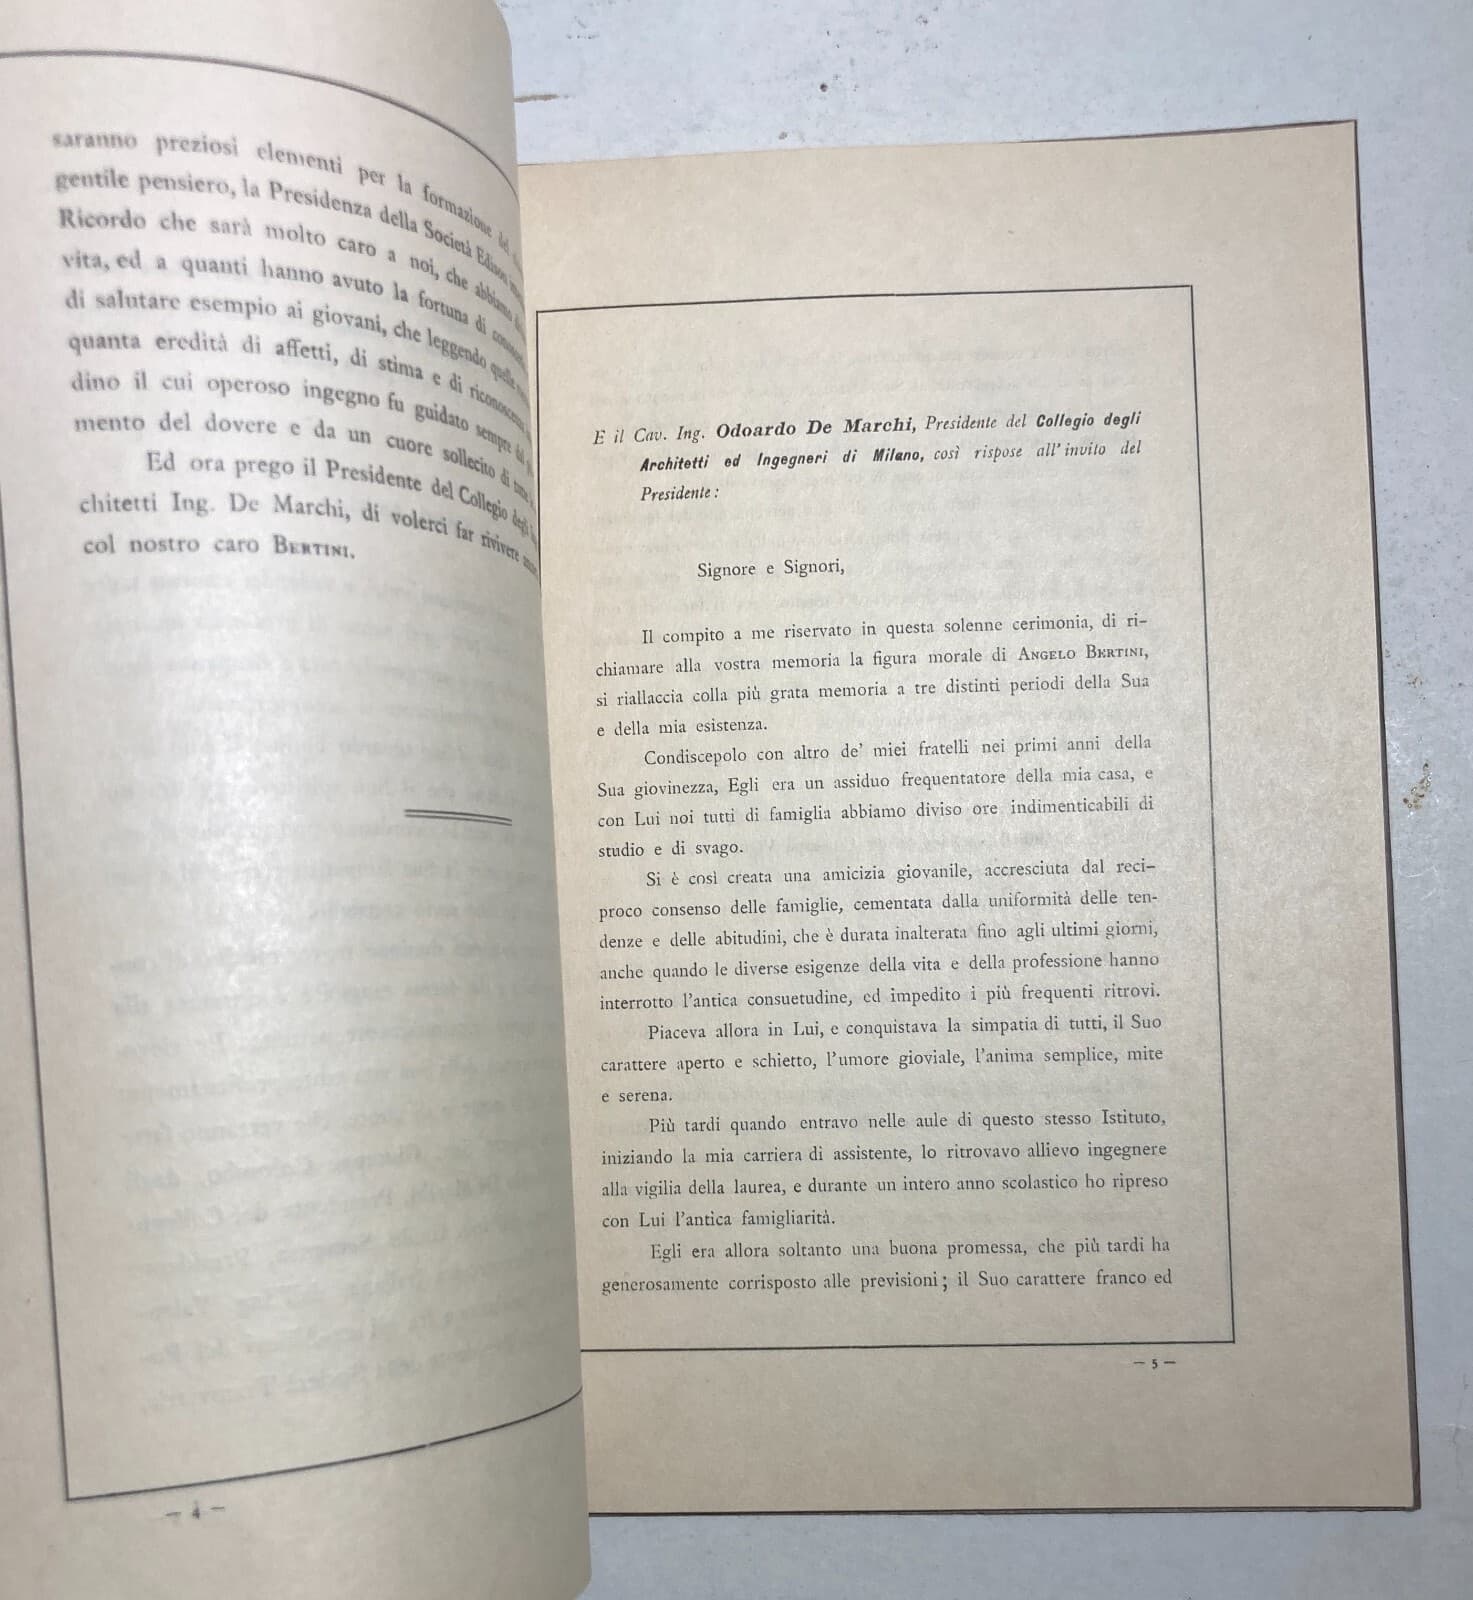 saranno preziosi elementi per la formazione del
gentile pensiero, la Presidenza della Società Edison
Ricordo che sarà molto caro a noi, che abbiamo
vita, ed a quanti hanno avuto la fortuna di
di salutare esempio ai giovani, che leggendo quelle
quanta eredità di affetti, di stima e di
dino il cui operoso ingegno fu guidato sempre dal
mento del dovere e da un cuore sollecito di
Ed ora prego il Presidente del Collegio degli
chitetti Ing. De Marchi, di volerci far rivivere
col nostro caro BERTINI.
— 4 —
E il Cav. Ing. Odoardo De Marchi, Presidente del Collegio degli
Architetti ed Ingegneri di Milano, così rispose all'invito del
Presidente:
Signore e Signori,
Il compito a me riservato in questa solenne cerimonia, di ri-
chiamare alla vostra memoria la figura morale di ANGELO BERTINI,
si riallaccia colla più grata memoria a tre distinti periodi della Sua
e della mia esistenza.
Condiscepolo con altro de' miei fratelli nei primi anni della
Sua giovinezza, Egli era un assiduo frequentatore della mia casa, e
con Lui noi tutti di famiglia abbiamo diviso ore indimenticabili di
studio e di svago.
Si è così creata una amicizia giovanile, accresciuta dal reci-
proco consenso delle famiglie, cementata dalla uniformità delle ten-
denze e delle abitudini, che è durata inalterata fino agli ultimi giorni,
anche quando le diverse esigenze della vita e della professione hanno
interrotto l'antica consuetudine, ed impedito i più frequenti ritrovi.
Piaceva allora in Lui, e conquistava la simpatia di tutti, il Suo
carattere aperto e schietto, l'umore gioviale, l'anima semplice, mite
e serena.
Più tardi quando entravo nelle aule di questo stesso Istituto,
iniziando la mia carriera di assistente, lo ritrovavo allievo ingegnere
alla vigilia della laurea, e durante un intero anno scolastico ho ripreso
con Lui l'antica famigliarità.
Egli era allora soltanto una buona promessa, che più tardi ha
generosamente corrisposto alle previsioni; il Suo carattere franco ed
— 5 —